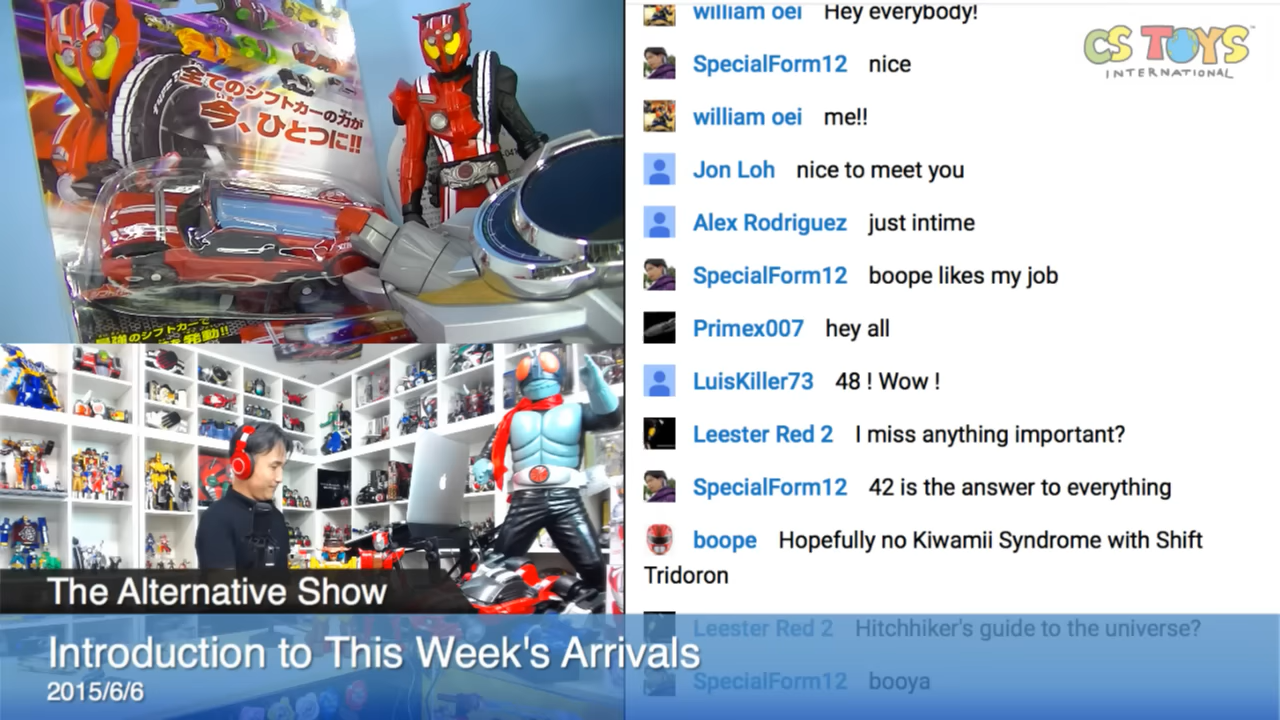 全てのシフトカーの力が
今、ひとつに!!
william oei Hey everybody!
CS TOYS
INTERNATIONAL
SpecialForm12 nice
william oei me!!
Jon Loh nice to meet you
Alex Rodriguez just intime
SpecialForm12 boope likes my job
Primex007 hey all
LuisKiller73 48 ! Wow !
Leester Red 2 I miss anything important?
SpecialForm12 42 is the answer to everything
boope Hopefully no Kiwamii Syndrome with Shift
Tridoron
Leester Red 2 Hitchhiker's guide to the universe?
SpecialForm12 booya
The Alternative Show
Introduction to This Week's Arrivals
2015/6/6